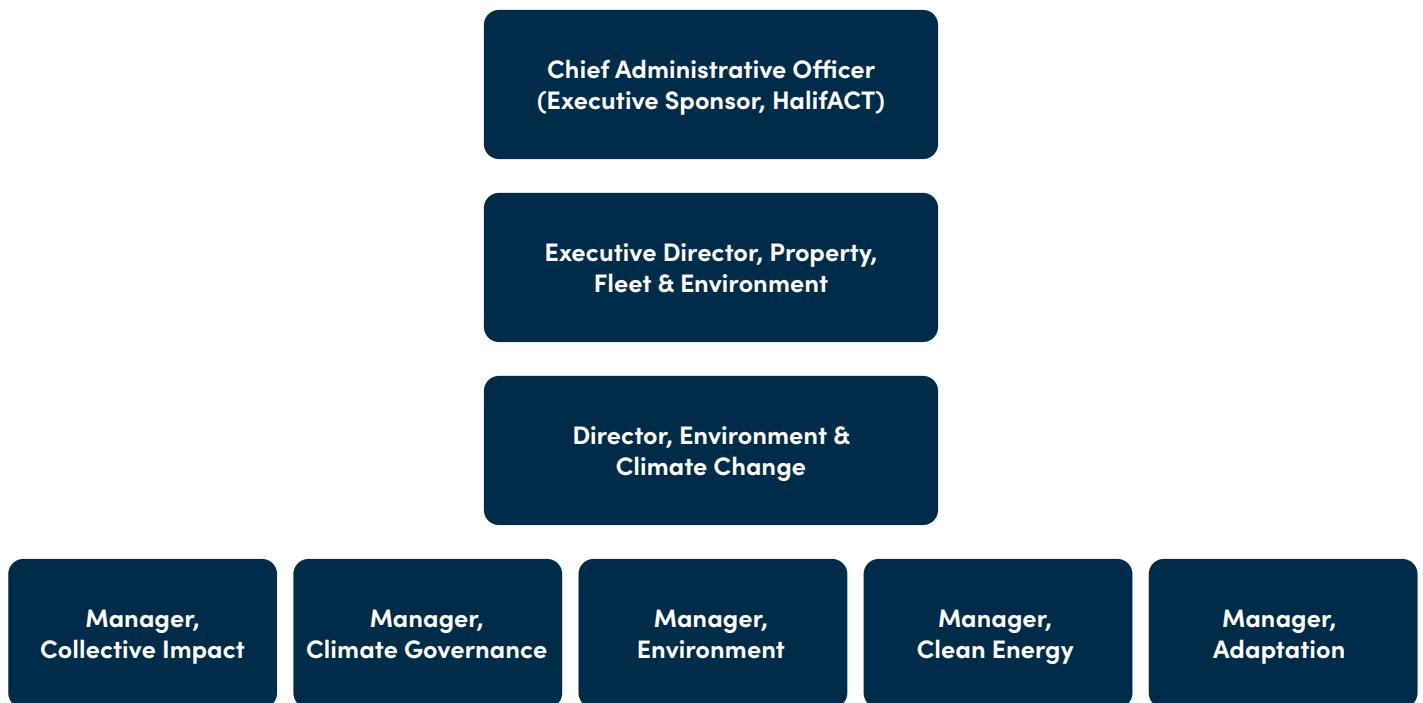 Chief Administrative Officer
(Executive Sponsor, HalifACT)
Executive Director, Property,
Fleet & Environment
Director, Environment &
Climate Change
Manager,
Collective Impact
Manager,
Climate Governance
Manager,
Environment
Manager,
Clean Energy
Manager,
Adaptation